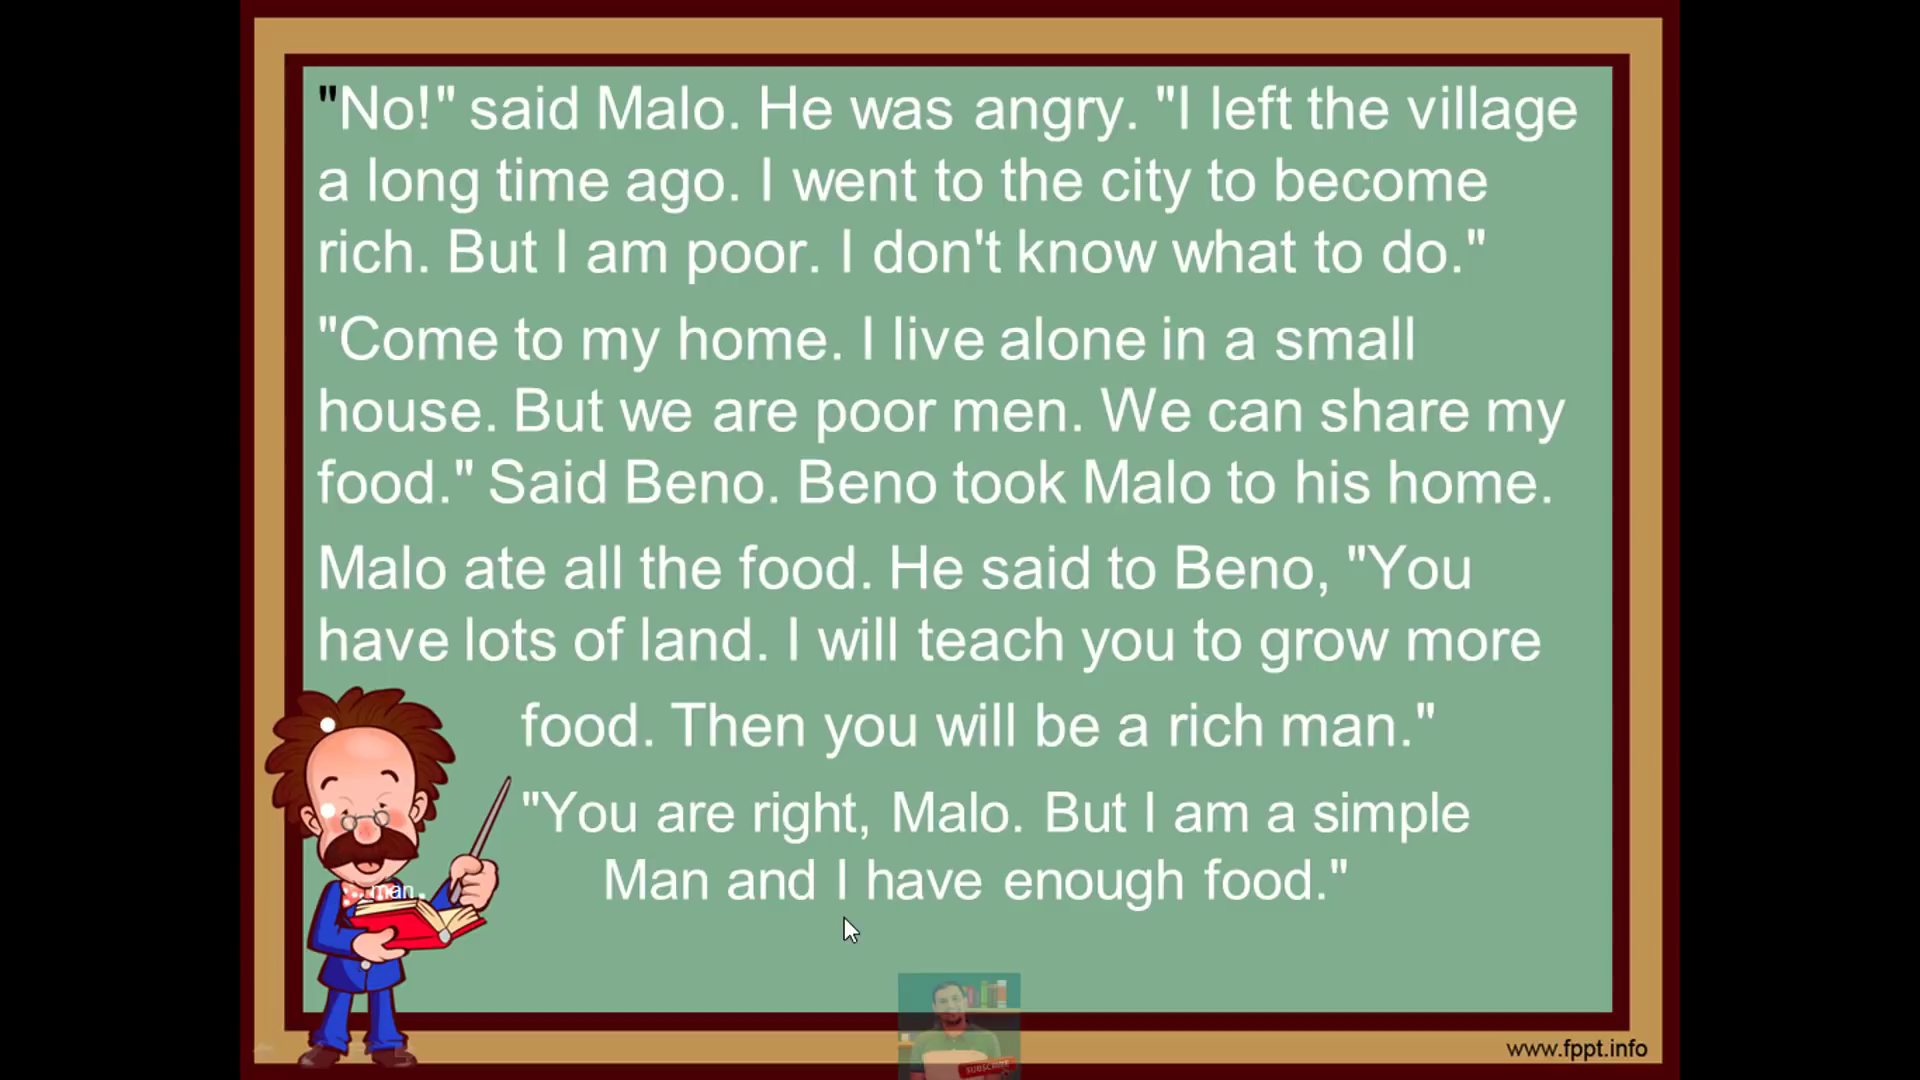 "No!" said Malo. He was angry. "I left the village
a long time ago. I went to the city to become
rich. But I am poor. I don't know what to do."
"Come to my home. I live alone in a small
house. But we are poor men. We can share my
food." Said Beno. Beno took Malo to his home.
Malo ate all the food. He said to Beno, "You
have lots of land. I will teach you to grow more
food. Then you will be a rich man."
"You are right, Malo. But I am a simple
Man and I have enough food."
man.
SUBSCRIBE
www.fppt.info